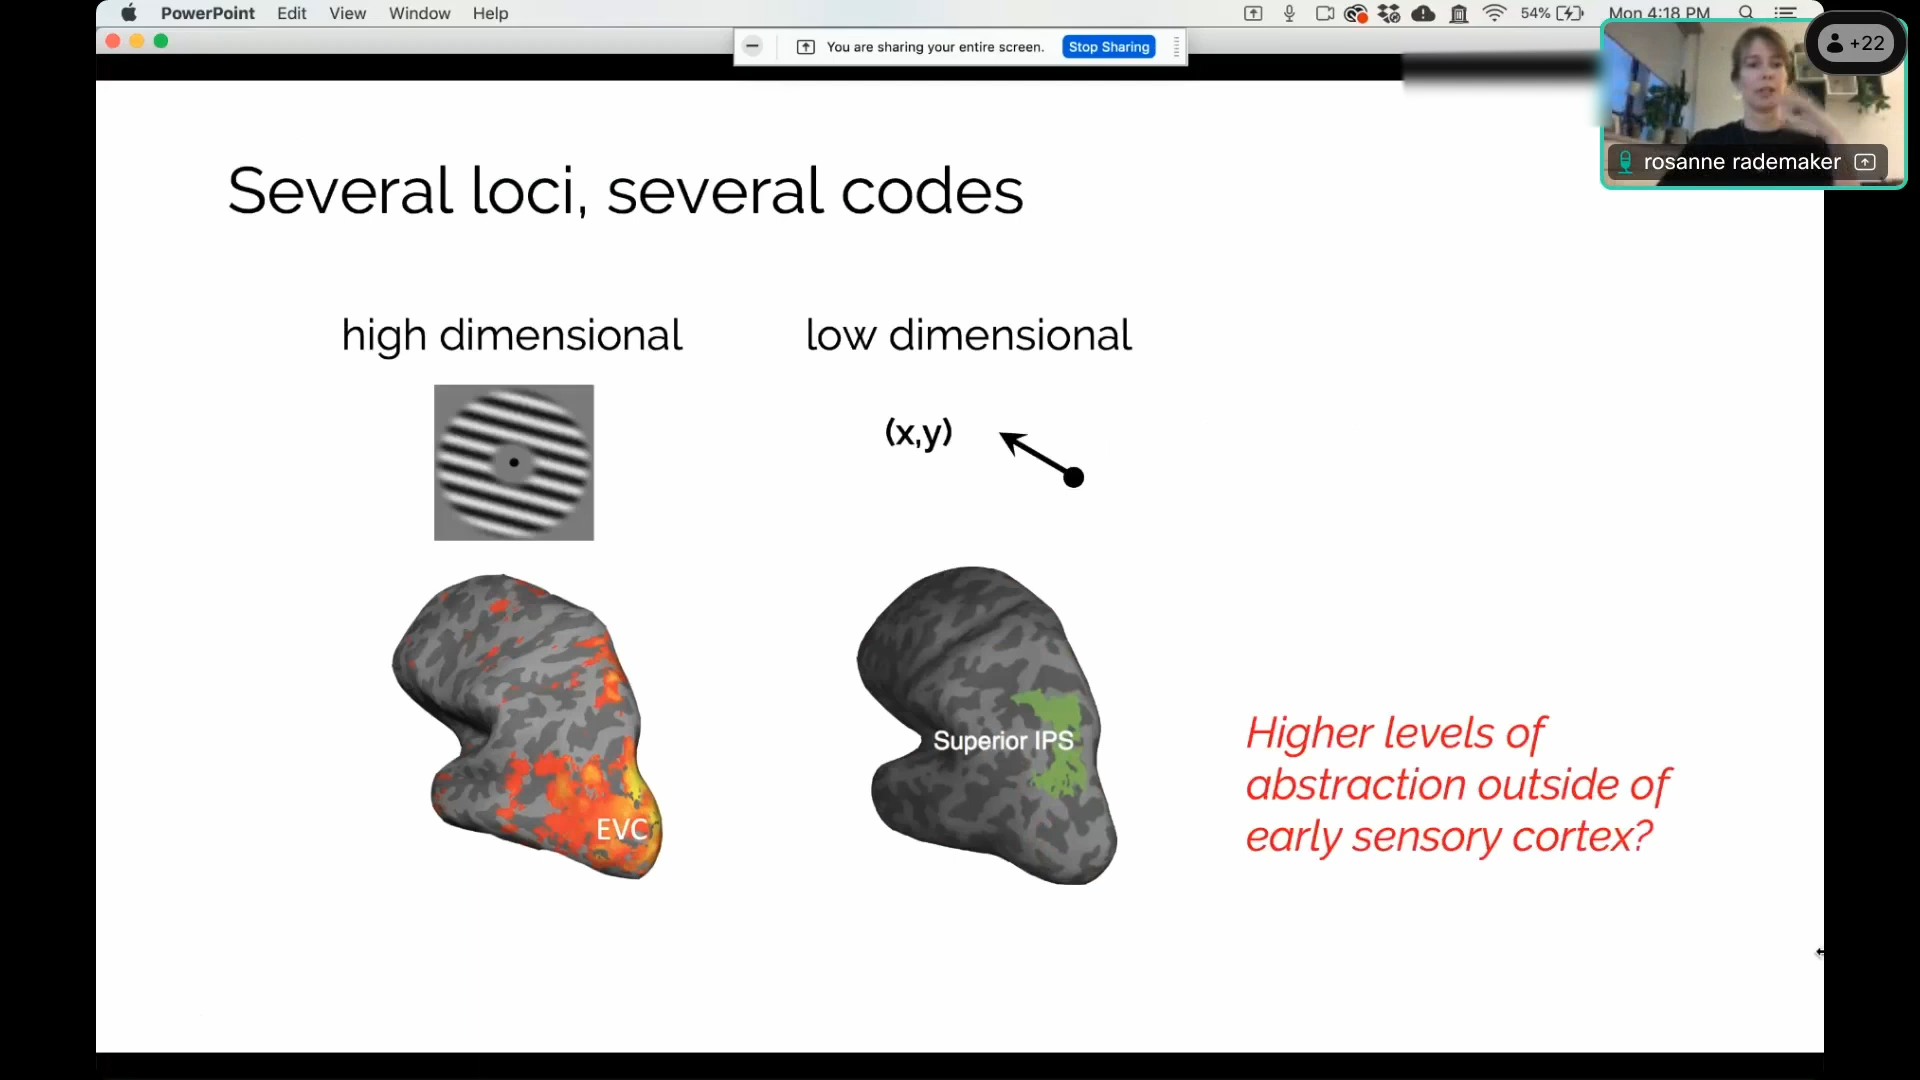 PowerPoint Edit View Window Help
54% Mon 4:18 PM
You are sharing your entire screen. Stop Sharing
+22
rosanne rademaker
Several loci, several codes
high dimensional low dimensional
(x,y)
Superior IPS
EVC
Higher levels of
abstraction outside of
early sensory cortex?